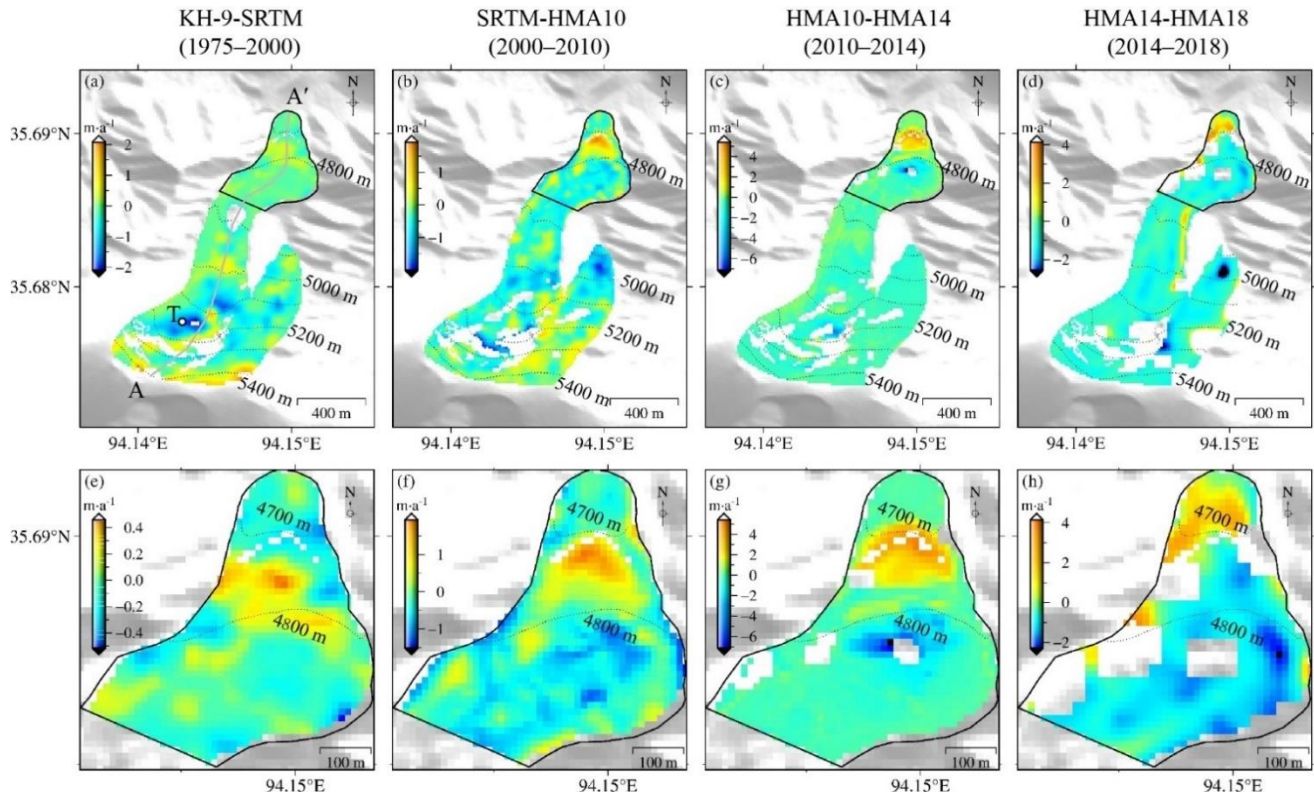 KH-9-SRTM
(1975–2000)
SRTM-HMA10
(2000–2010)
HMA10-HMA14
(2010–2014)
HMA14-HMA18
(2014–2018)
(a)
N
A′
m·a⁻¹
2
1
0
−1
−2
T
A
4800 m
5000 m
5200 m
5400 m
400 m
35.69°N
35.68°N
94.14°E
94.15°E
(b)
N
m·a⁻¹
1
0
−1
4800 m
5000 m
5200 m
5400 m
400 m
94.14°E
94.15°E
(c)
N
m·a⁻¹
4
2
0
−2
−4
−6
4800 m
5000 m
5200 m
5400 m
400 m
94.14°E
94.15°E
(d)
N
m·a⁻¹
4
2
0
−2
4800 m
5000 m
5200 m
5400 m
400 m
94.14°E
94.15°E
(e)
N
m·a⁻¹
0.4
0.2
0.0
−0.2
−0.4
4700 m
4800 m
100 m
35.69°N
94.15°E
(f)
N
m·a⁻¹
1
0
−1
4700 m
4800 m
100 m
94.15°E
(g)
N
m·a⁻¹
4
2
0
−2
−4
−6
4700 m
4800 m
100 m
94.15°E
(h)
N
m·a⁻¹
4
2
0
−2
4700 m
4800 m
100 m
94.15°E